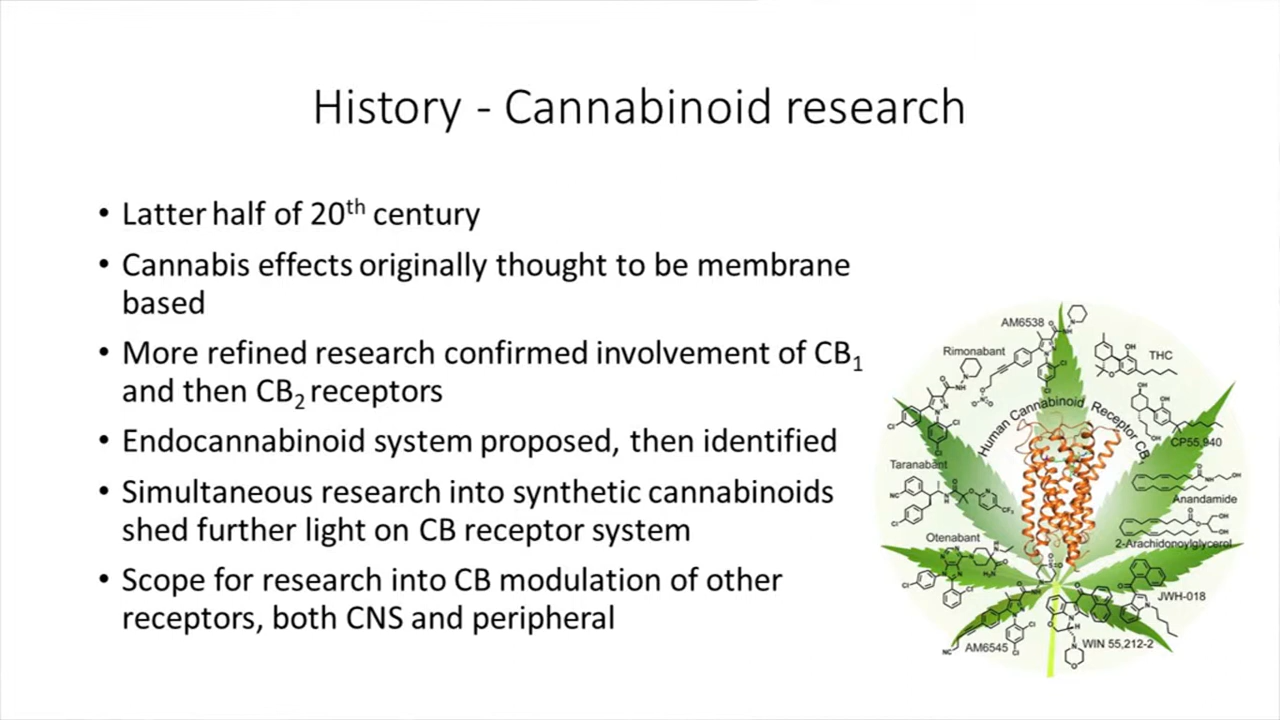 History - Cannabinoid research
• Latter half of 20th century
• Cannabis effects originally thought to be membrane
based
• More refined research confirmed involvement of CB1
and then CB2 receptors
• Endocannabinoid system proposed, then identified
• Simultaneous research into synthetic cannabinoids
shed further light on CB receptor system
• Scope for research into CB modulation of other
receptors, both CNS and peripheral
AM6538
Rimonabant
THC
Human Cannabinoid Receptor CB1
CP55,940
Taranabant
Anandamide
2-Arachidonoylglycerol
Otenabant
JWH-018
AM6545
WIN 55,212-2